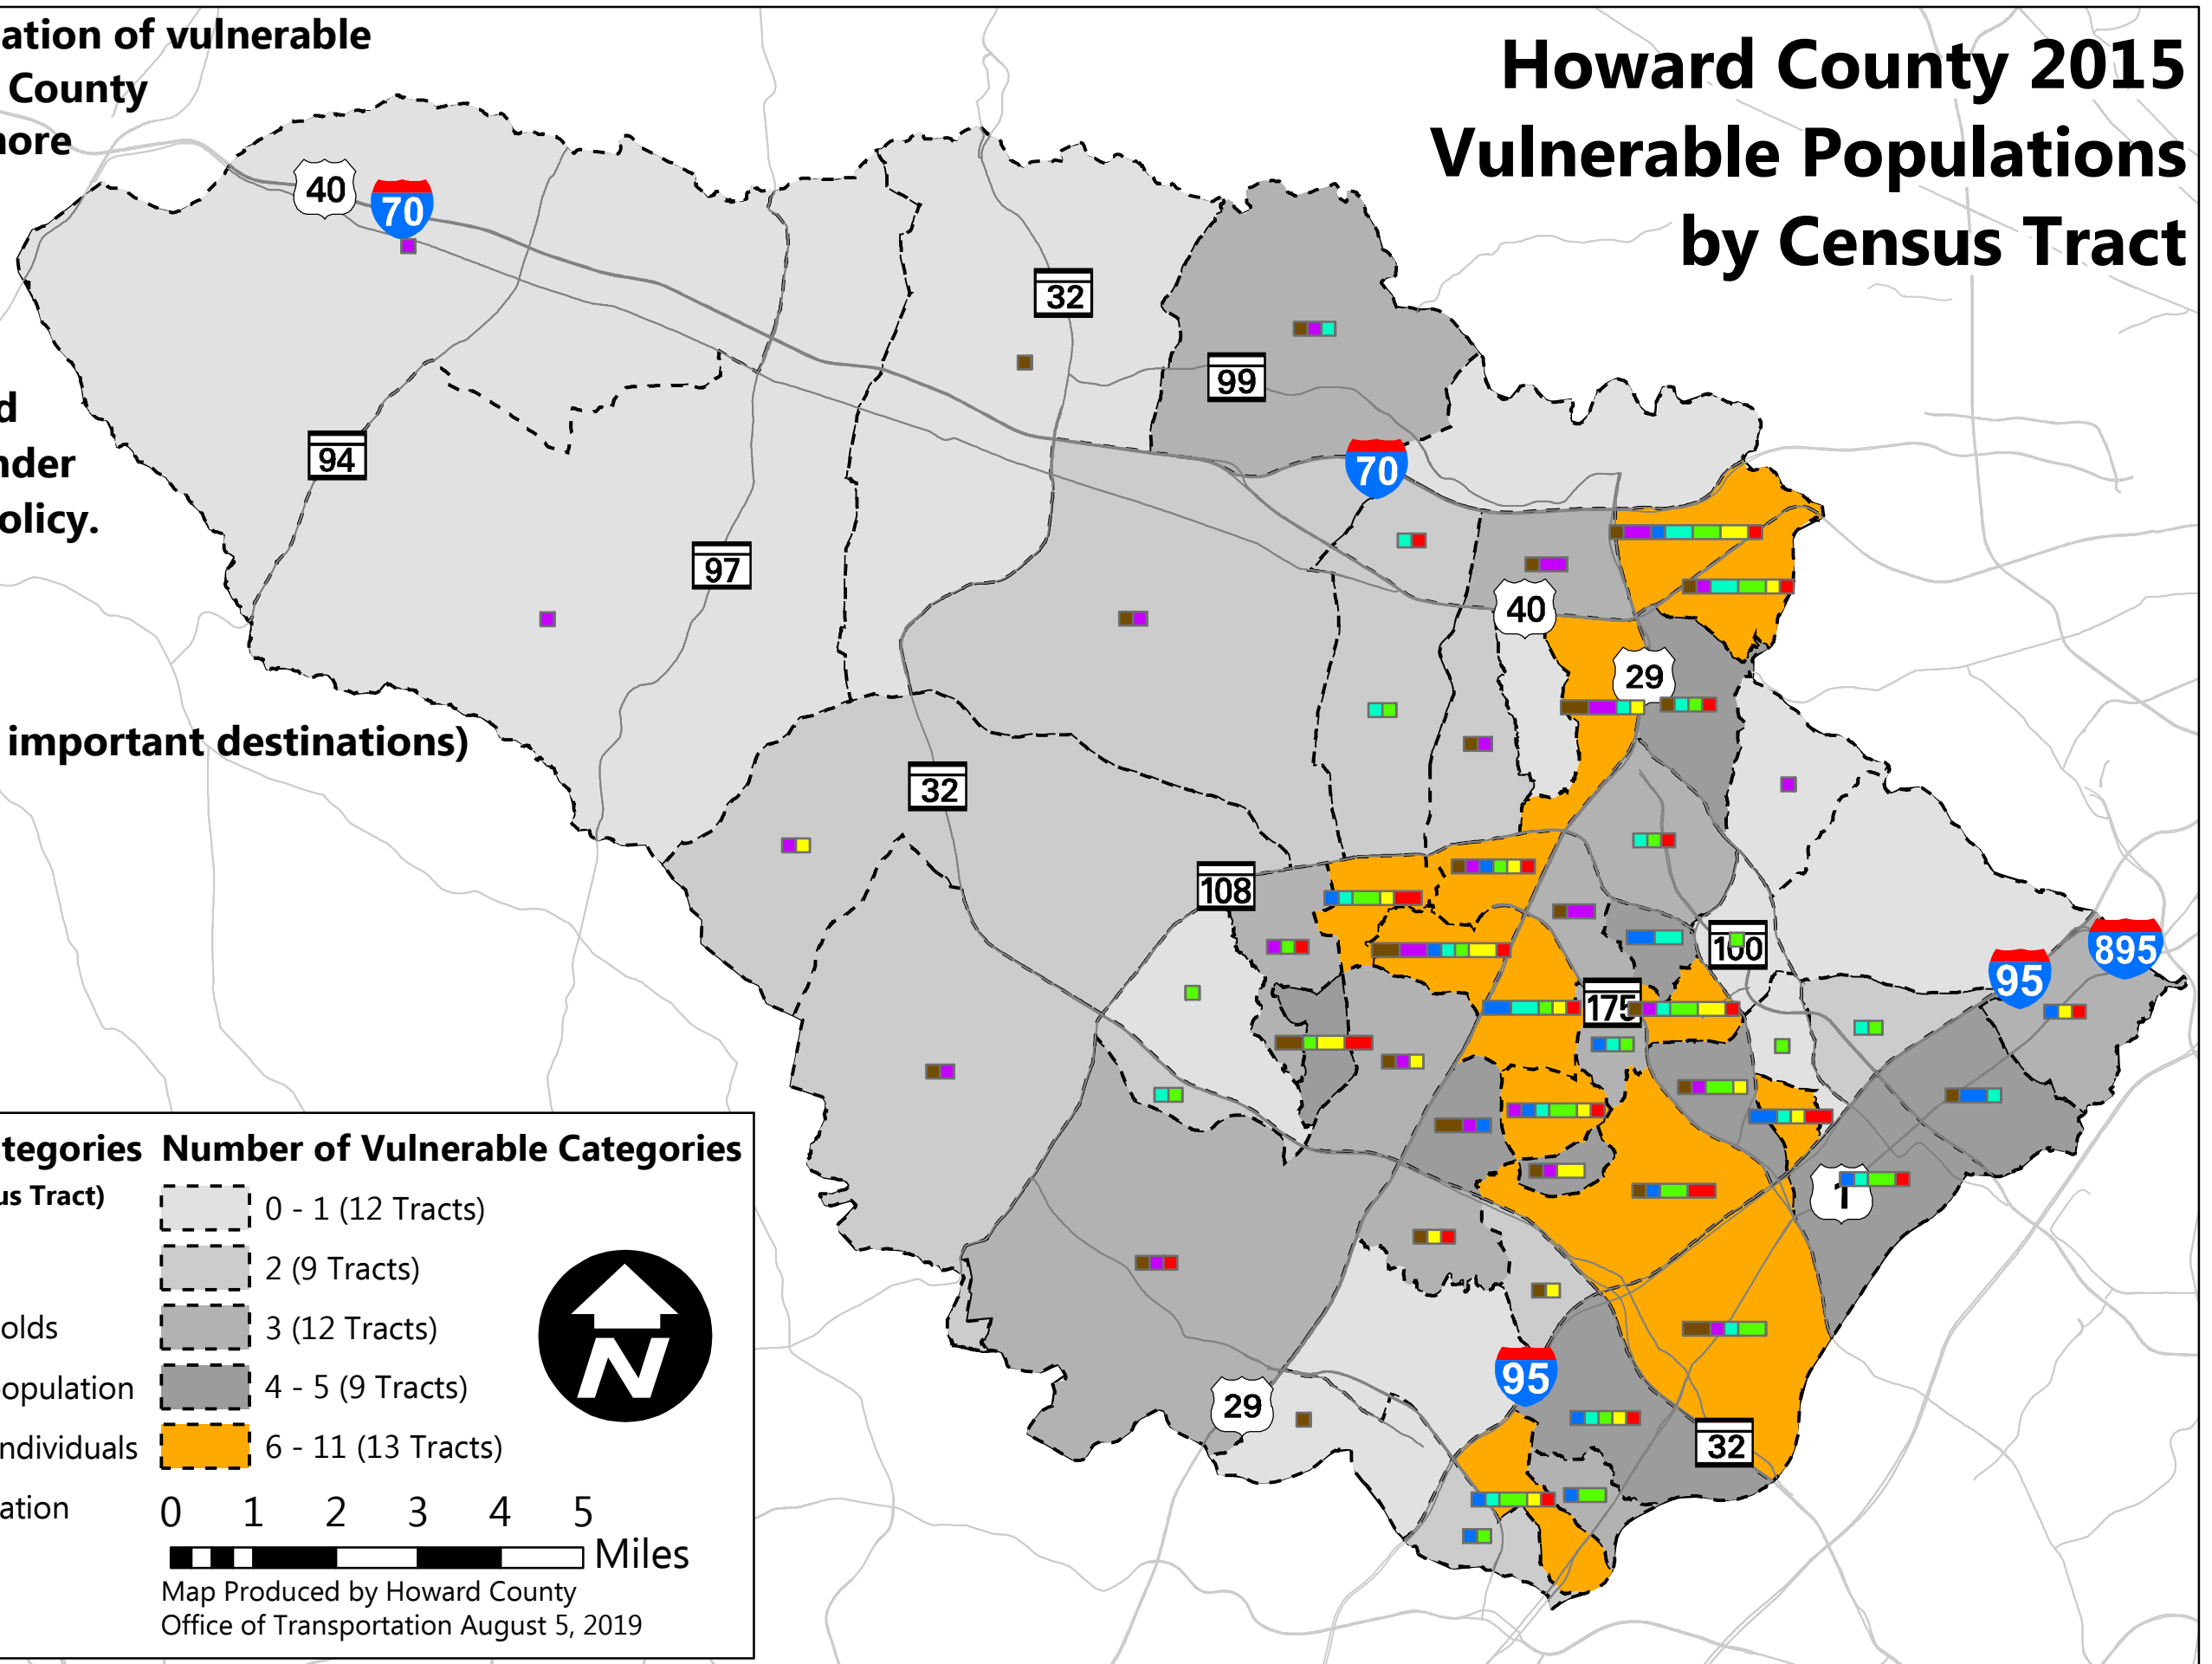 ation of vulnerable
County
nore
d
nder
olicy.
important destinations)
Howard County 2015
Vulnerable Populations
by Census Tract
40
70
32
99
94
70
97
40
29
32
108
100
895
95
175
1
95
29
32
tegories
us Tract)
olds
opulation
ndividuals
ation
Number of Vulnerable Categories
0 - 1 (12 Tracts)
2 (9 Tracts)
3 (12 Tracts)
4 - 5 (9 Tracts)
6 - 11 (13 Tracts)
N
0 1 2 3 4 5
Miles
Map Produced by Howard County
Office of Transportation August 5, 2019